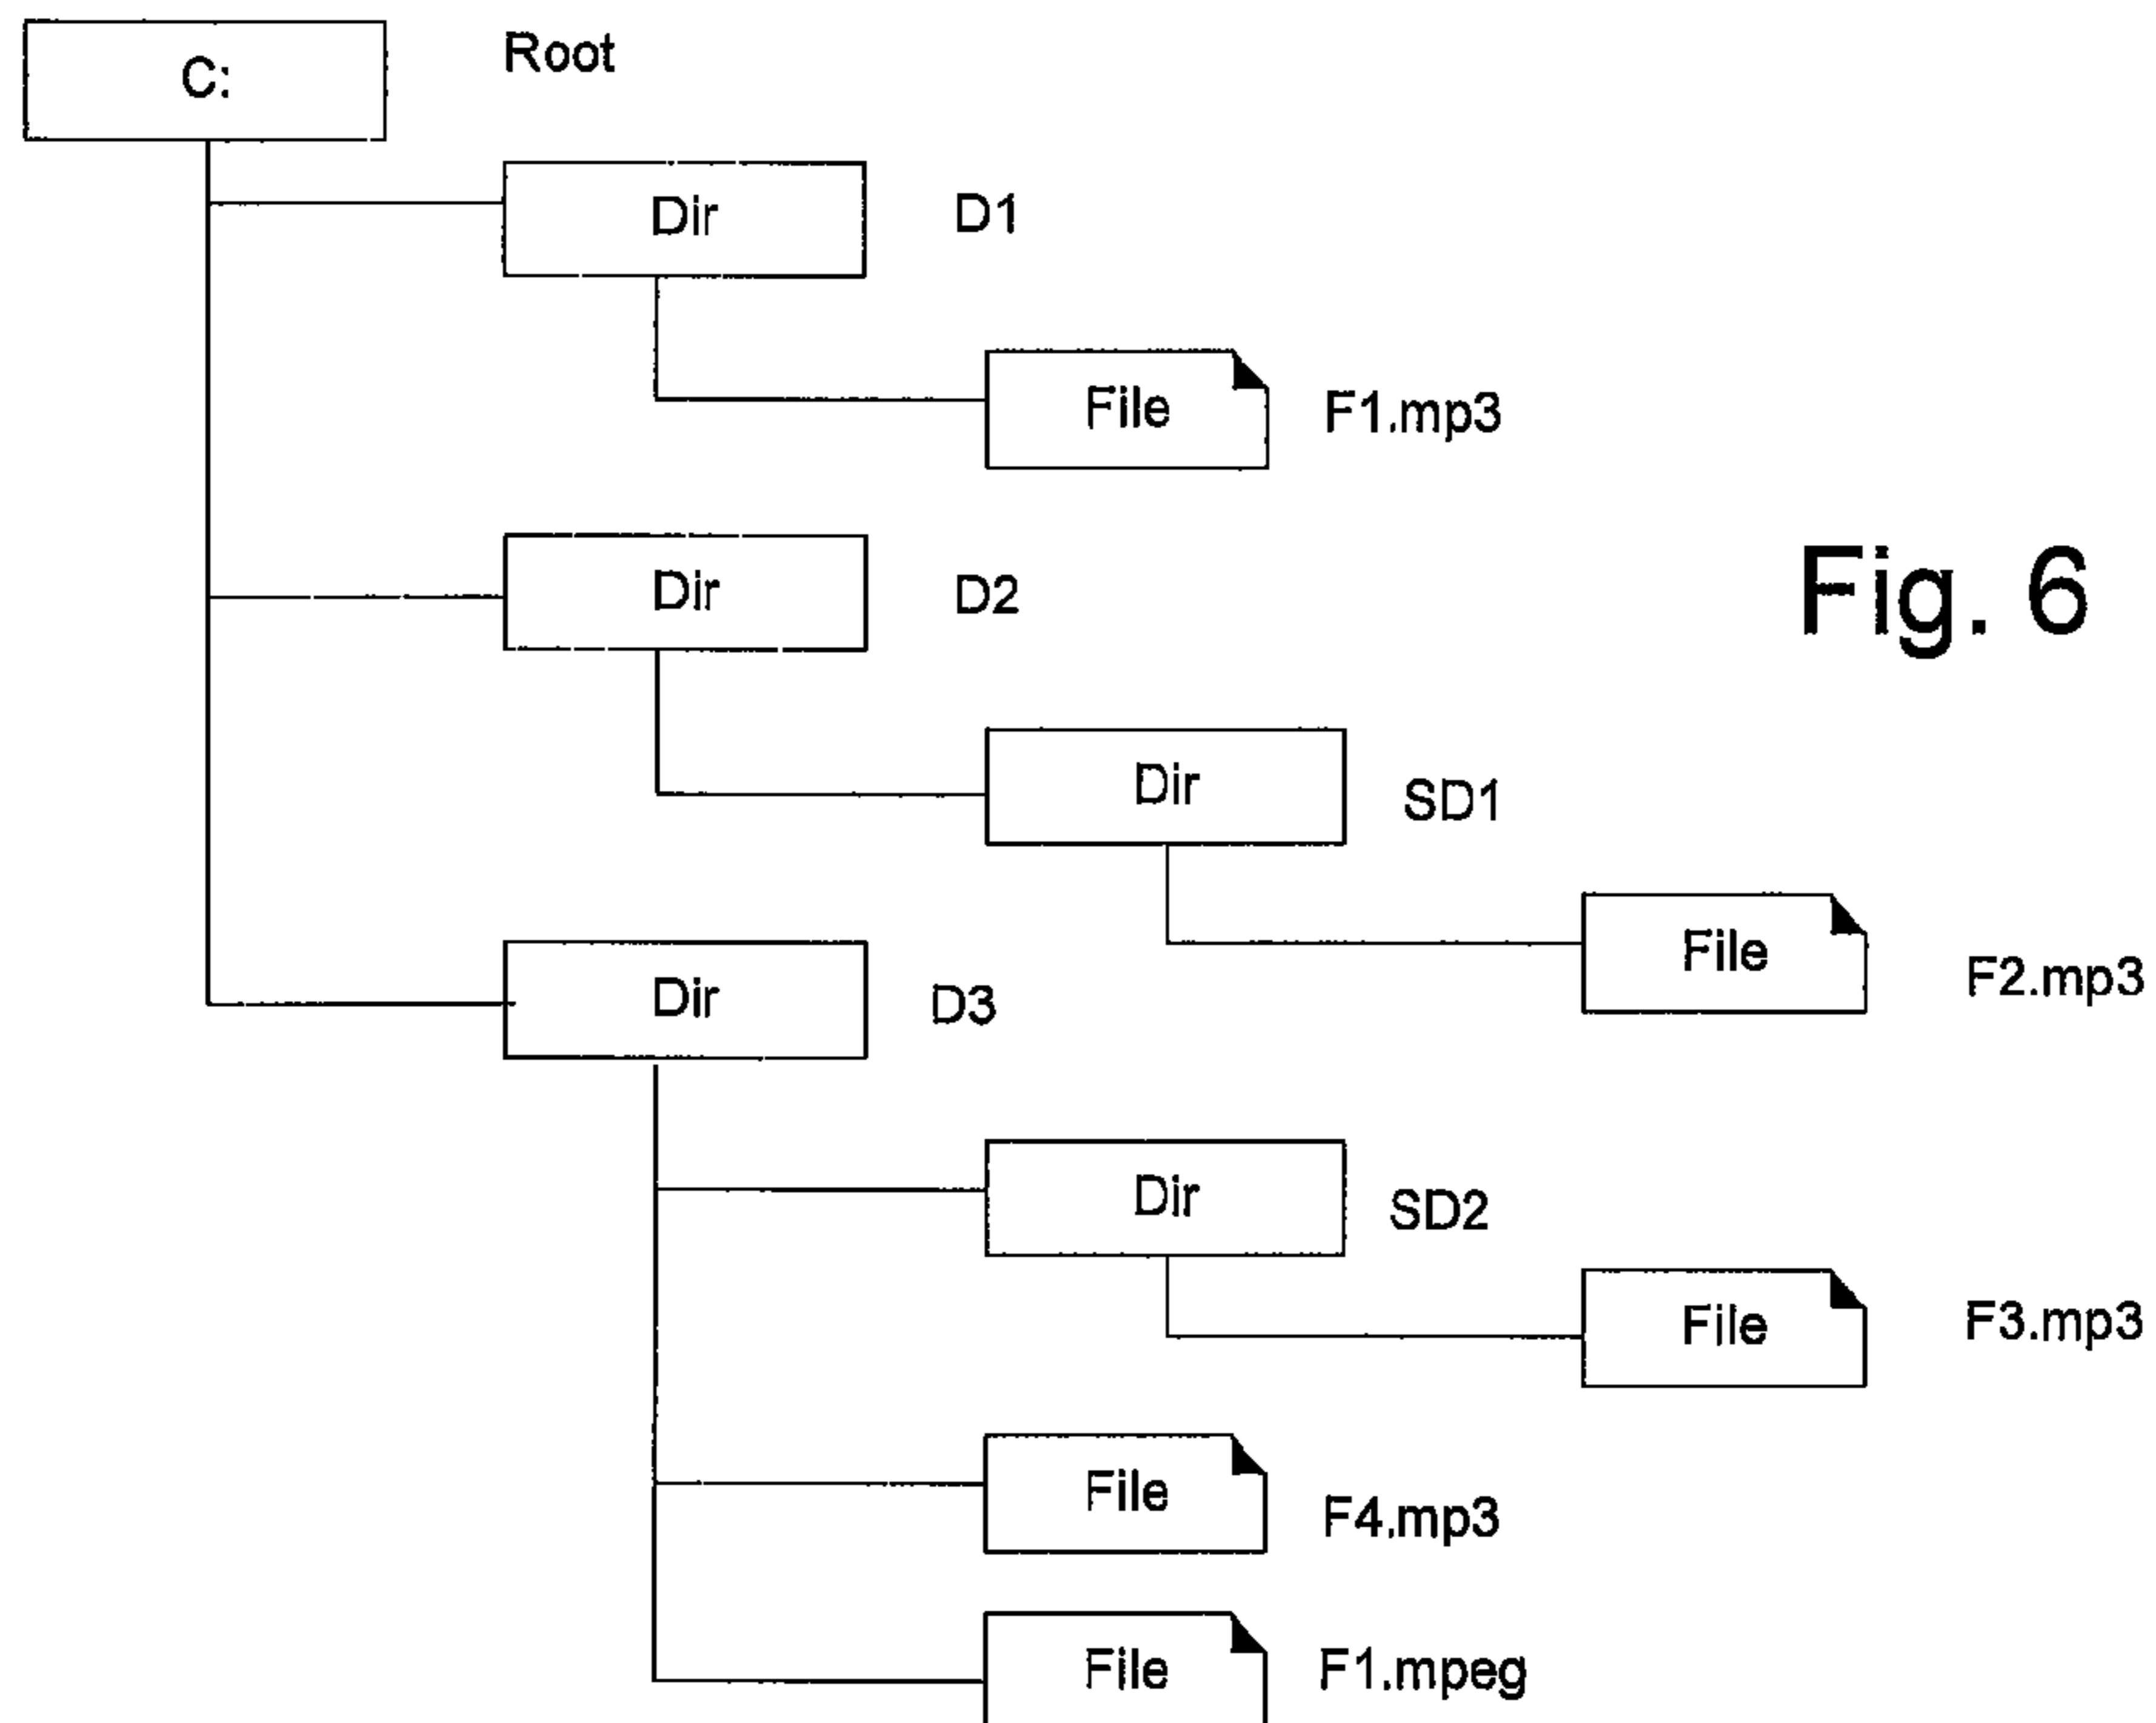 C:
Root
Dir
D1
File
F1.mp3
Dir
D2
Fig. 6
Dir
SD1
File
F2.mp3
Dir
D3
Dir
SD2
File
F3.mp3
File
F4.mp3
File
F1.mpeg